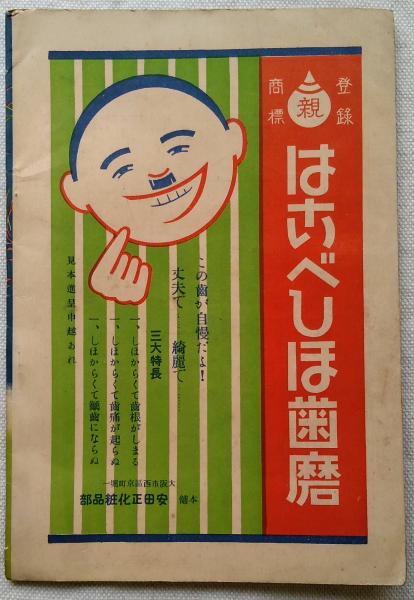 登録
商標
親
はさいべしほ歯磨
この歯が自慢だよ！
丈夫で…綺麗で
三大特長
一、しほからくて歯根がしまる
一、しほからくて歯痛が起らぬ
一、しほからくて齲歯にならぬ
見本進呈申越あれ
大阪市西區京町堀一
本舗 安田正化粧品部